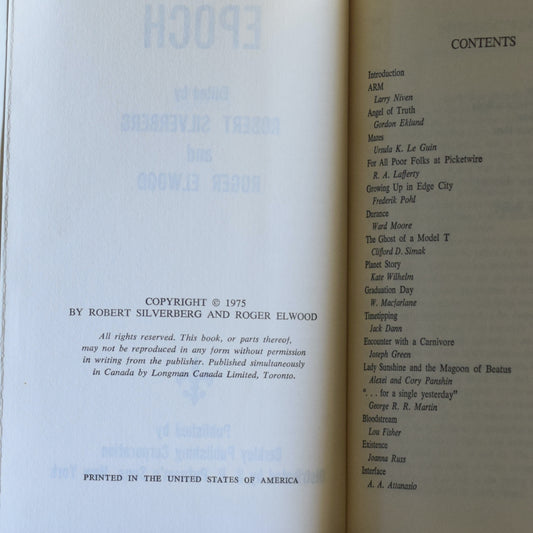 EPOCH
Edited by
ROBERT SILVERBERG
and
ROGER ELWOOD
COPYRIGHT © 1975
BY ROBERT SILVERBERG AND ROGER ELWOOD
All rights reserved. This book, or parts thereof,
may not be reproduced in any form without permission
in writing from the publisher. Published simultaneously
in Canada by Longman Canada Limited, Toronto.
Published by
Berkley Publishing Corporation
PRINTED IN THE UNITED STATES OF AMERICA
CONTENTS
Introduction
ARM
Larry Niven
Angel of Truth
Gordon Eklund
Mazes
Ursula K. Le Guin
For All Poor Folks at Picketwire
R. A. Lafferty
Growing Up in Edge City
Frederik Pohl
Durance
Ward Moore
The Ghost of a Model T
Clifford D. Simak
Planet Story
Kate Wilhelm
Graduation Day
W. Macfarlane
Timetipping
Jack Dann
Encounter with a Carnivore
Joseph Green
Lady Sunshine and the Magoon of Beatus
Alexei and Cory Panshin
". . . for a single yesterday"
George R. R. Martin
Bloodstream
Lou Fisher
Existence
Joanna Russ
Interface
A. A. Attanasio